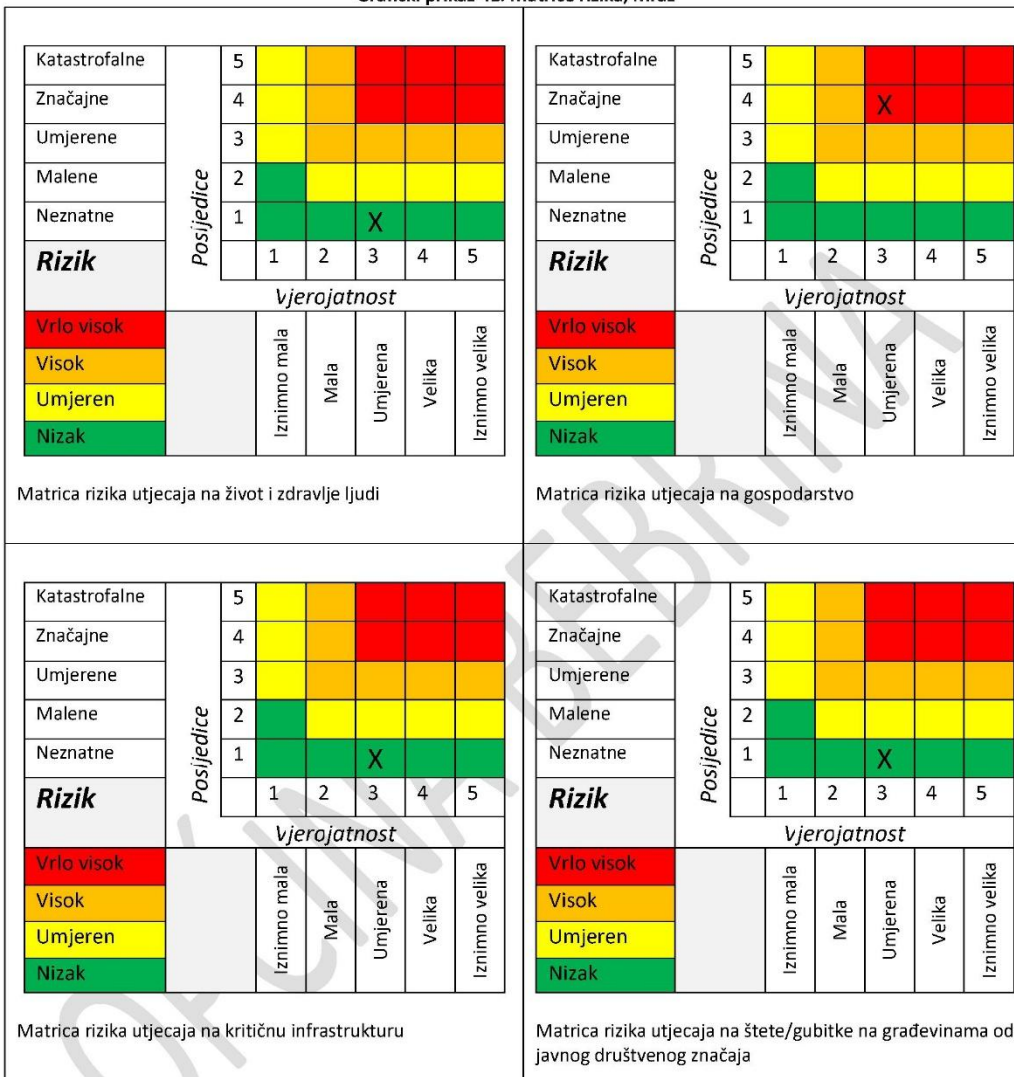 Grafički prikaz Matrice rizika, mraz
Katastrofalne 5
Značajne 4
Umjerene 3
Malene 2
Neznatne 1 X
Posljedice
Rizik 1 2 3 4 5
Vjerojatnost
Vrlo visok
Visok
Umjeren
Nizak
Iznimno mala
Mala
Umjerena
Velika
Iznimno velika
Matrica rizika utjecaja na život i zdravlje ljudi
Katastrofalne 5
Značajne 4 X
Umjerene 3
Malene 2
Neznatne 1
Posljedice
Rizik 1 2 3 4 5
Vjerojatnost
Vrlo visok
Visok
Umjeren
Nizak
Iznimno mala
Mala
Umjerena
Velika
Iznimno velika
Matrica rizika utjecaja na gospodarstvo
Katastrofalne 5
Značajne 4
Umjerene 3
Malene 2
Neznatne 1 X
Posljedice
Rizik 1 2 3 4 5
Vjerojatnost
Vrlo visok
Visok
Umjeren
Nizak
Iznimno mala
Mala
Umjerena
Velika
Iznimno velika
Matrica rizika utjecaja na kritičnu infrastrukturu
Katastrofalne 5
Značajne 4
Umjerene 3
Malene 2
Neznatne 1 X
Posljedice
Rizik 1 2 3 4 5
Vjerojatnost
Vrlo visok
Visok
Umjeren
Nizak
Iznimno mala
Mala
Umjerena
Velika
Iznimno velika
Matrica rizika utjecaja na štete/gubitke na građevinama od
javnog društvenog značaja
OPĆINA BEBRINA